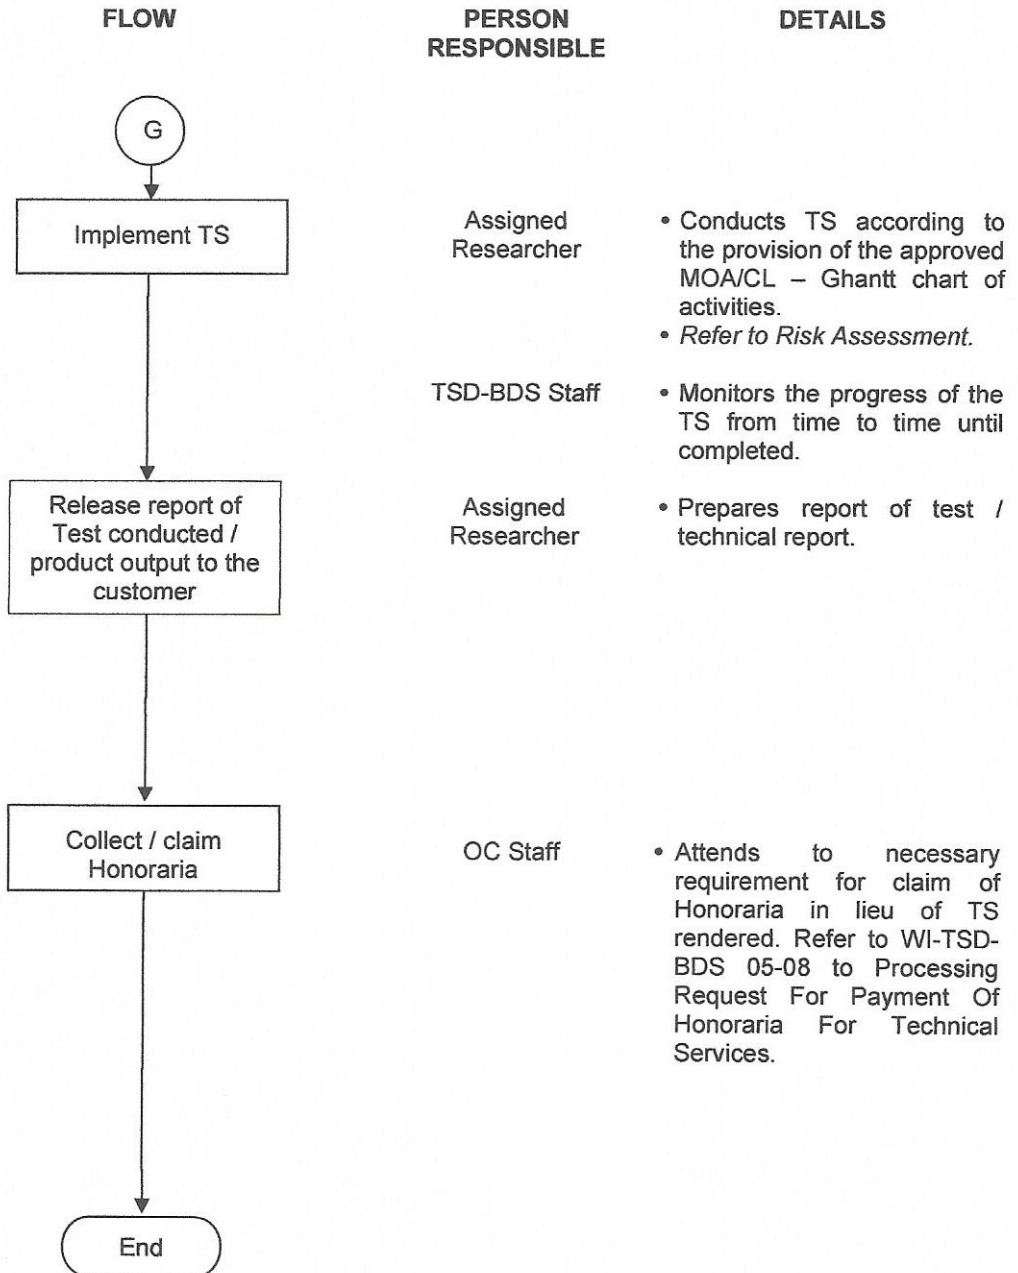 FLOW
PERSON
RESPONSIBLE
DETAILS
G
Implement TS
Assigned
Researcher
• Conducts TS according to
the provision of the approved
MOA/CL – Ghantt chart of
activities.
• Refer to Risk Assessment.
TSD-BDS Staff
• Monitors the progress of the
TS from time to time until
completed.
Release report of
Test conducted /
product output to the
customer
Assigned
Researcher
• Prepares report of test /
technical report.
Collect / claim
Honoraria
OC Staff
• Attends to necessary
requirement for claim of
Honoraria in lieu of TS
rendered. Refer to WI-TSD-
BDS 05-08 to Processing
Request For Payment Of
Honoraria For Technical
Services.
End